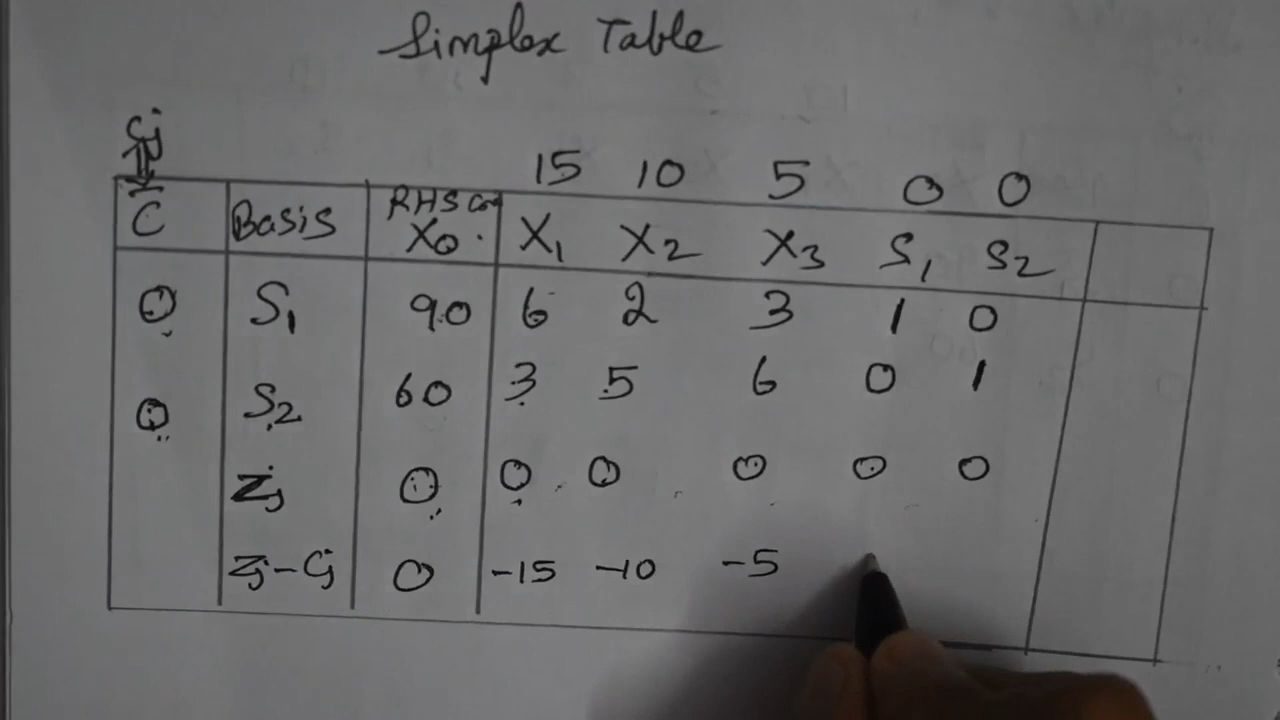 Simplex Table
Cj
15 10 5 0 0
C Basis RHS Con X0 X1 X2 X3 S1 S2
0 S1 90 6 2 3 1 0
0 S2 60 3 5 6 0 1
Zj 0 0 0 0 0 0
Zj-Cj 0 -15 -10 -5